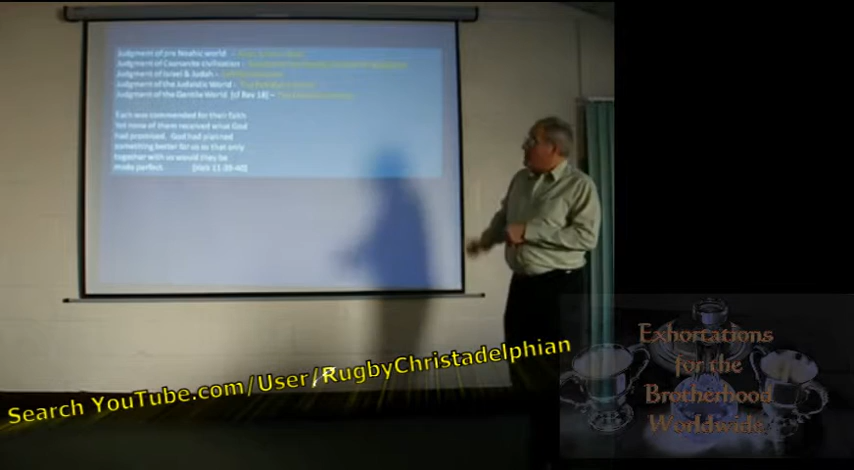 Judgment of pre Noahic world -
Judgment of Canaanite civilisation -
Judgment of Israel & Judah -
Judgment of the Judaistic World -
Judgment of the Gentile World [cf Rev 18] -
Each was commended for their faith
Yet none of them received what God
had promised. God had planned
something better for us so that only
together with us would they be
made perfect. [Heb 11:39-40]
Search YouTube.com/User/RugbyChristadelphian
Exhortations
for the
Brotherhood
Worldwide